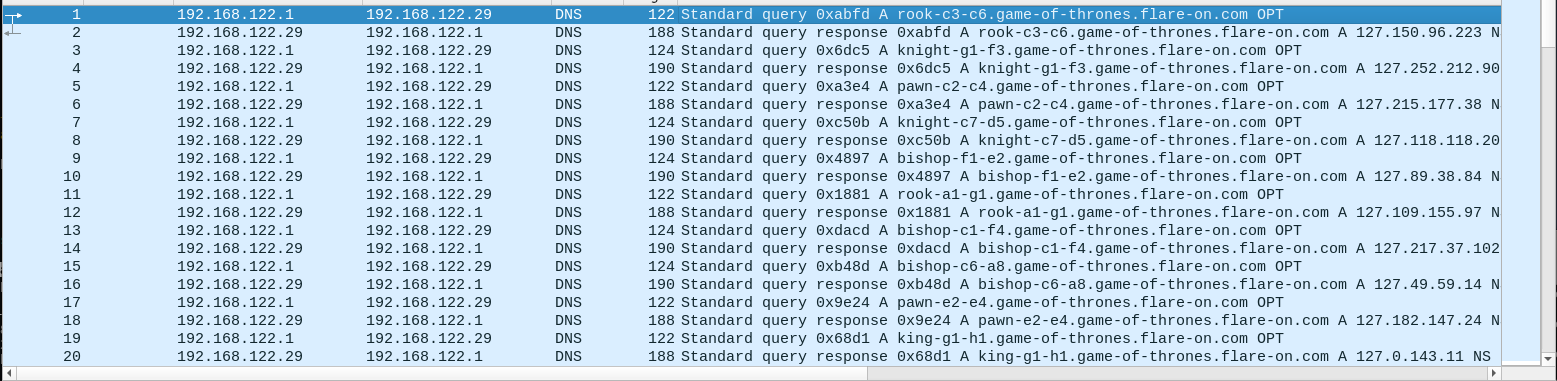 1 192.168.122.1 192.168.122.29 DNS 122 Standard query 0xabfd A rook-c3-c6.game-of-thrones.flare-on.com OPT
2 192.168.122.29 192.168.122.1 DNS 188 Standard query response 0xabfd A rook-c3-c6.game-of-thrones.flare-on.com A 127.150.96.223 N
3 192.168.122.1 192.168.122.29 DNS 124 Standard query 0x6dc5 A knight-g1-f3.game-of-thrones.flare-on.com OPT
4 192.168.122.29 192.168.122.1 DNS 190 Standard query response 0x6dc5 A knight-g1-f3.game-of-thrones.flare-on.com A 127.252.212.90
5 192.168.122.1 192.168.122.29 DNS 122 Standard query 0xa3e4 A pawn-c2-c4.game-of-thrones.flare-on.com OPT
6 192.168.122.29 192.168.122.1 DNS 188 Standard query response 0xa3e4 A pawn-c2-c4.game-of-thrones.flare-on.com A 127.215.177.38 N
7 192.168.122.1 192.168.122.29 DNS 124 Standard query 0xc50b A knight-c7-d5.game-of-thrones.flare-on.com OPT
8 192.168.122.29 192.168.122.1 DNS 190 Standard query response 0xc50b A knight-c7-d5.game-of-thrones.flare-on.com A 127.118.118.20
9 192.168.122.1 192.168.122.29 DNS 124 Standard query 0x4897 A bishop-f1-e2.game-of-thrones.flare-on.com OPT
10 192.168.122.29 192.168.122.1 DNS 190 Standard query response 0x4897 A bishop-f1-e2.game-of-thrones.flare-on.com A 127.89.38.84 N
11 192.168.122.1 192.168.122.29 DNS 122 Standard query 0x1881 A rook-a1-g1.game-of-thrones.flare-on.com OPT
12 192.168.122.29 192.168.122.1 DNS 188 Standard query response 0x1881 A rook-a1-g1.game-of-thrones.flare-on.com A 127.109.155.97 N
13 192.168.122.1 192.168.122.29 DNS 124 Standard query 0xdacd A bishop-c1-f4.game-of-thrones.flare-on.com OPT
14 192.168.122.29 192.168.122.1 DNS 190 Standard query response 0xdacd A bishop-c1-f4.game-of-thrones.flare-on.com A 127.217.37.102
15 192.168.122.1 192.168.122.29 DNS 124 Standard query 0xb48d A bishop-c6-a8.game-of-thrones.flare-on.com OPT
16 192.168.122.29 192.168.122.1 DNS 190 Standard query response 0xb48d A bishop-c6-a8.game-of-thrones.flare-on.com A 127.49.59.14 N
17 192.168.122.1 192.168.122.29 DNS 122 Standard query 0x9e24 A pawn-e2-e4.game-of-thrones.flare-on.com OPT
18 192.168.122.29 192.168.122.1 DNS 188 Standard query response 0x9e24 A pawn-e2-e4.game-of-thrones.flare-on.com A 127.182.147.24 N
19 192.168.122.1 192.168.122.29 DNS 122 Standard query 0x68d1 A king-g1-h1.game-of-thrones.flare-on.com OPT
20 192.168.122.29 192.168.122.1 DNS 188 Standard query response 0x68d1 A king-g1-h1.game-of-thrones.flare-on.com A 127.0.143.11 NS